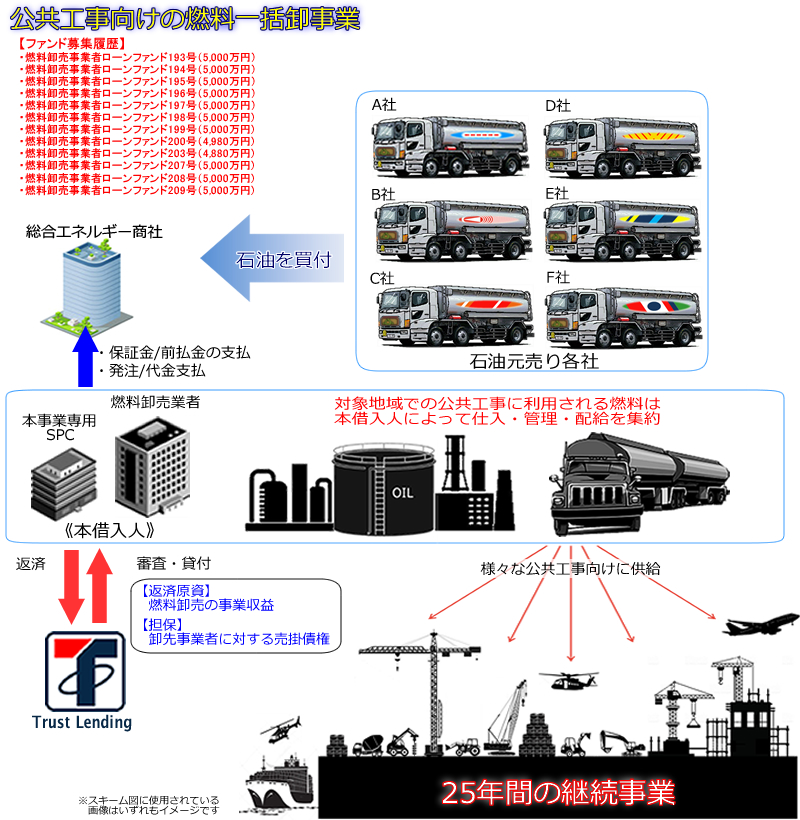 公共工事向けの燃料一括卸事業
【ファンド募集履歴】
・燃料卸売事業者ローンファンド193号(5,000万円)
・燃料卸売事業者ローンファンド194号(5,000万円)
・燃料卸売事業者ローンファンド195号(5,000万円)
・燃料卸売事業者ローンファンド196号(5,000万円)
・燃料卸売事業者ローンファンド197号(5,000万円)
・燃料卸売事業者ローンファンド198号(5,000万円)
・燃料卸売事業者ローンファンド199号(5,000万円)
・燃料卸売事業者ローンファンド200号(4,980万円)
・燃料卸売事業者ローンファンド203号(4,880万円)
・燃料卸売事業者ローンファンド207号(5,000万円)
・燃料卸売事業者ローンファンド208号(5,000万円)
・燃料卸売事業者ローンファンド209号(5,000万円)
A社
D社
B社
E社
C社
F社
石油元売り各社
石油を買付
総合エネルギー商社
・保証金/前払金の支払
・発注/代金支払
燃料卸売業者
本事業専用
SPC
《本借入人》
対象地域での公共工事に利用される燃料は
本借入人によって仕入・管理・配給を集約
OIL
返済
審査・貸付
様々な公共工事向けに供給
【返済原資】
燃料卸売の事業収益
【担保】
卸先事業者に対する売掛債権
Trust Lending
25年間の継続事業
※スキーム図に使用されている
画像はいずれもイメージです